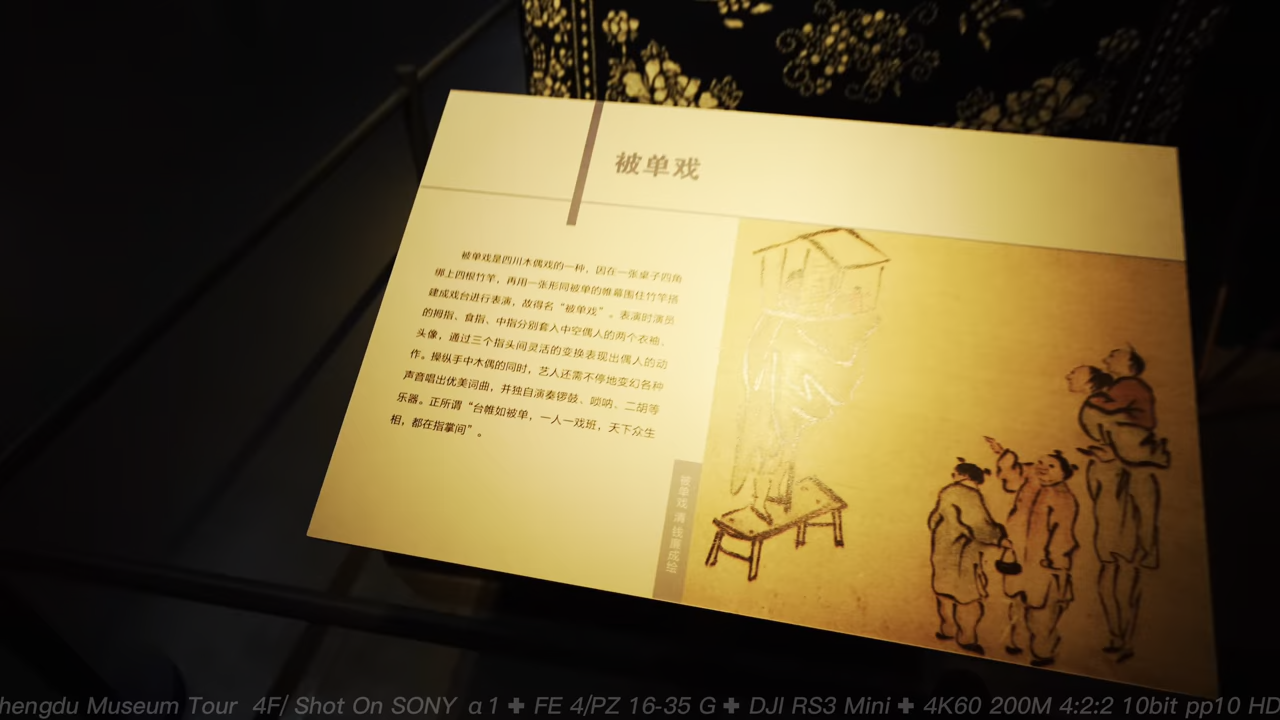 被单戏
被单戏是四川木偶戏的一种，因在一张桌子四角
绑上四根竹竿，再用一张形同被单的帷幕围住竹竿搭
建成戏台进行表演，故得名“被单戏”。表演时演员
的拇指、食指、中指分别套入中空偶人的两个衣袖、
头像，通过三个指头间灵活的变换表现出偶人的动
作。操纵手中木偶的同时，艺人还需不停地变幻各种
声音唱出优美词曲，并独自演奏锣鼓、唢呐、二胡等
乐器。正所谓“台帷如被单，一人一戏班，天下众生
相，都在指掌间”。
被单戏 清 钱廉成绘
hengdu Museum Tour 4F/ Shot On SONY α1 ✚ FE 4/PZ 16-35 G ✚ DJI RS3 Mini ✚ 4K60 200M 4:2:2 10bit pp10 HD